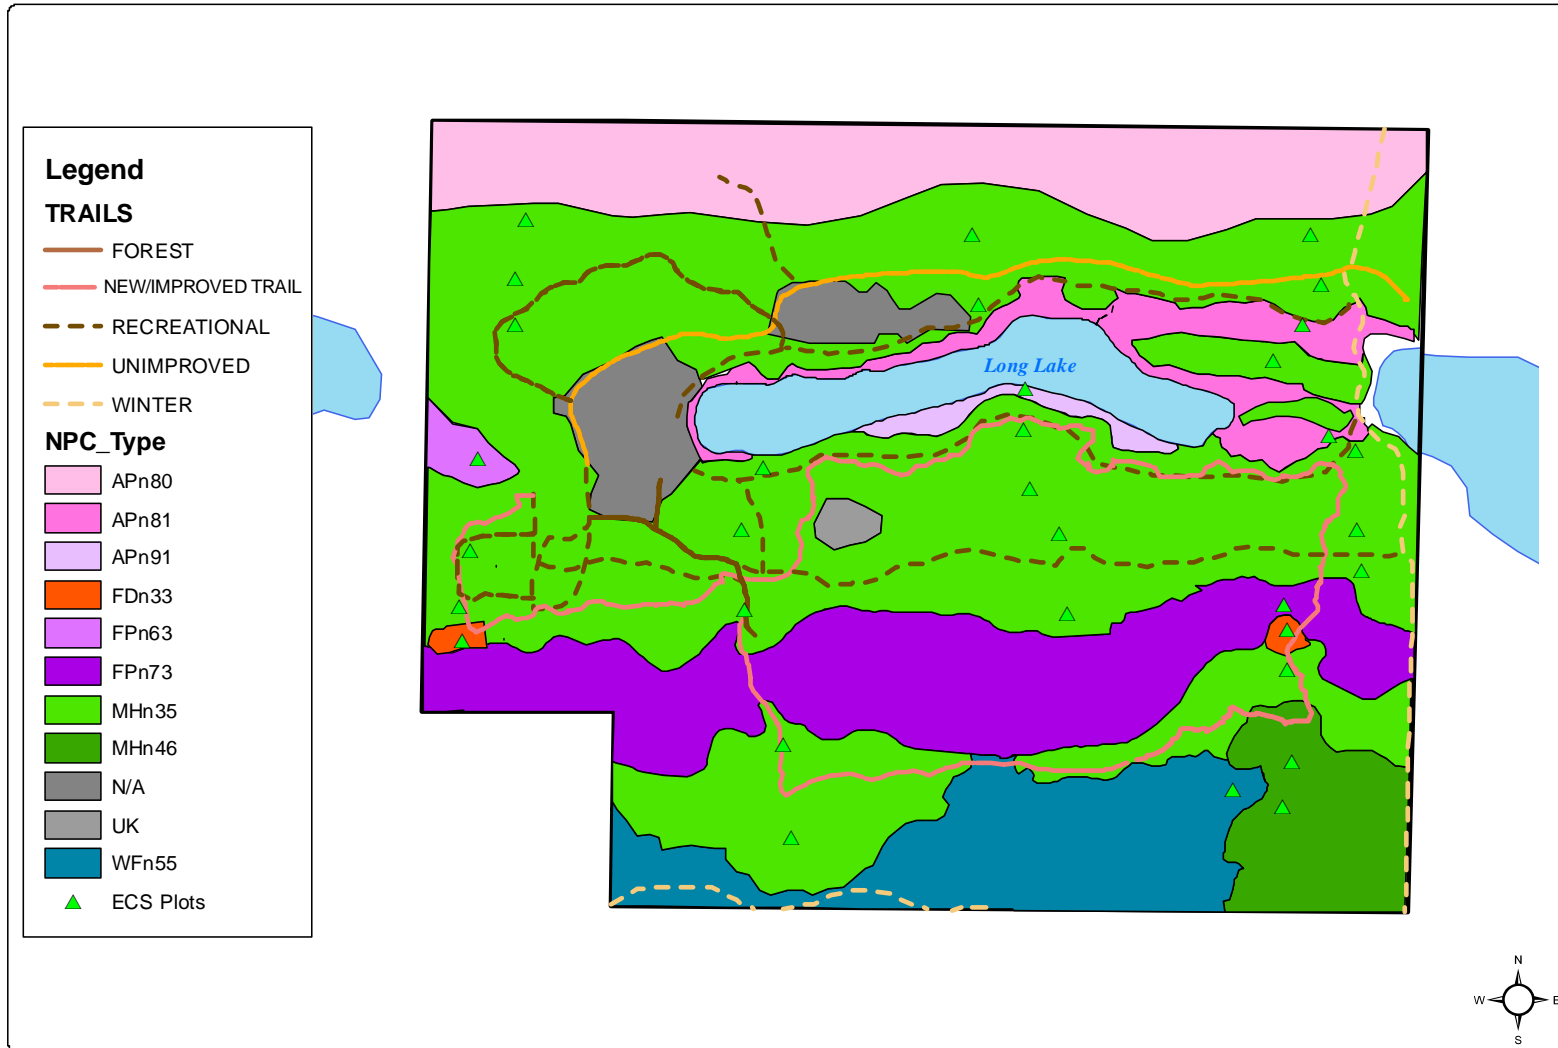 Legend
TRAILS
FOREST
NEW/IMPROVED TRAIL
RECREATIONAL
UNIMPROVED
WINTER
NPC_Type
APn80
APn81
APn91
FDn33
FPn63
FPn73
MHn35
MHn46
N/A
UK
WFn55
ECS Plots
Long Lake
N
W E
S